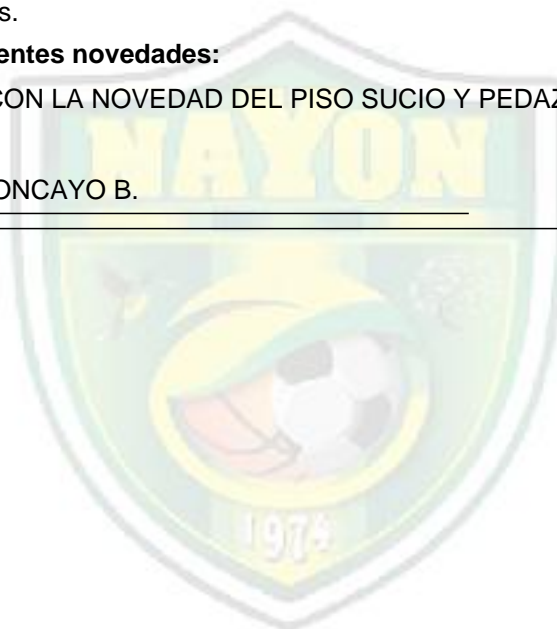 s.
entes novedades:
CON LA NOVEDAD DEL PISO SUCIO Y PEDAZ
ONCAYO B.
NAYON
1974